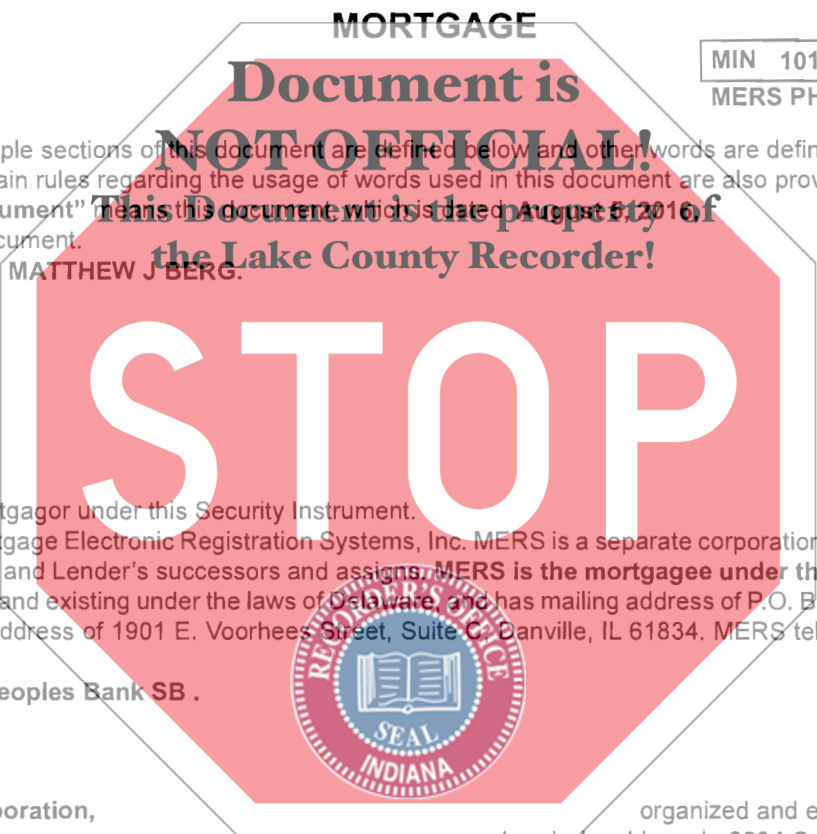 MORTGAGE
MIN 101
MERS PH
Document is
NOT OFFICIAL!
This Document is the property of
the Lake County Recorder!
ple sections of this document are defined below and other words are defin
ain rules regarding the usage of words used in this document are also prov
ument” means this document, which is dated August 5, 2016,
cument.
MATTHEW J BERG.
STOP
tgagor under this Security Instrument.
tgage Electronic Registration Systems, Inc. MERS is a separate corporation
and Lender's successors and assigns. MERS is the mortgagee under th
and existing under the laws of Delaware, and has mailing address of P.O. B
ddress of 1901 E. Voorhees Street, Suite C, Danville, IL 61834. MERS tel
eoples Bank SB .
RECORDER'S OFFICE
SEAL
INDIANA
oration,
organized and e